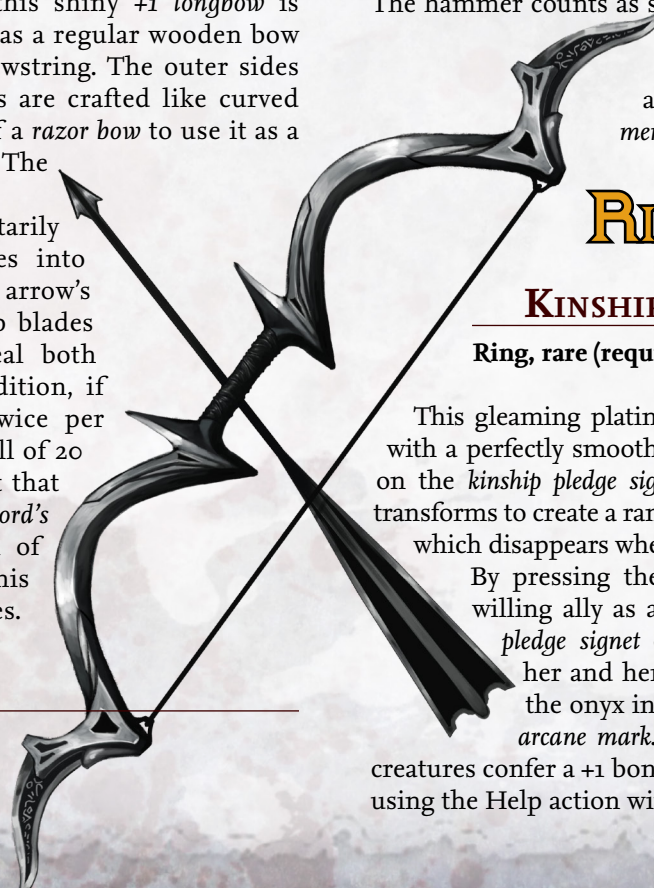 this shiny +1 longbow is
as a regular wooden bow
wstring. The outer sides
s are crafted like curved
f a razor bow to use it as a
The
tarily
es into
arrow's
o blades
eal both
dition, if
wice per
ll of 20
t that
ord's
of
his
es.
The hammer counts as s
a
mer
RI
KINSHIP
Ring, rare (requ
This gleaming platin
with a perfectly smooth
on the kinship pledge sig
transforms to create a ran
which disappears whe
By pressing the
willing ally as a
pledge signet
her and her
the onyx in
arcane mark.
creatures confer a +1 bon
using the Help action wi